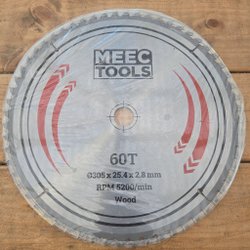 MEEC
TOOLS
60T
Ø305 x 25.4 x 2.8 mm
RPM 5200/min
Wood